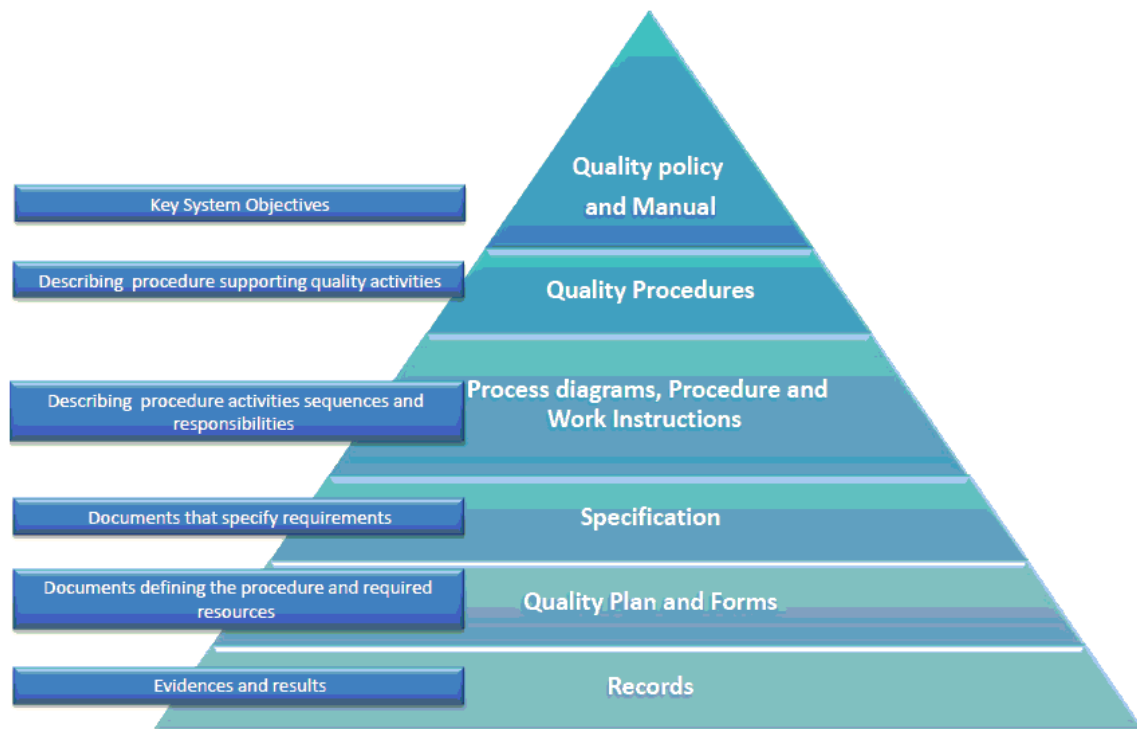 Quality policy
and Manual
Key System Objectives
Describing procedure supporting quality activities
Quality Procedures
Process diagrams, Procedure and
Work Instructions
Describing procedure activities sequences and
responsibilities
Documents that specify requirements
Specification
Documents defining the procedure and required
resources
Quality Plan and Forms
Evidences and results
Records